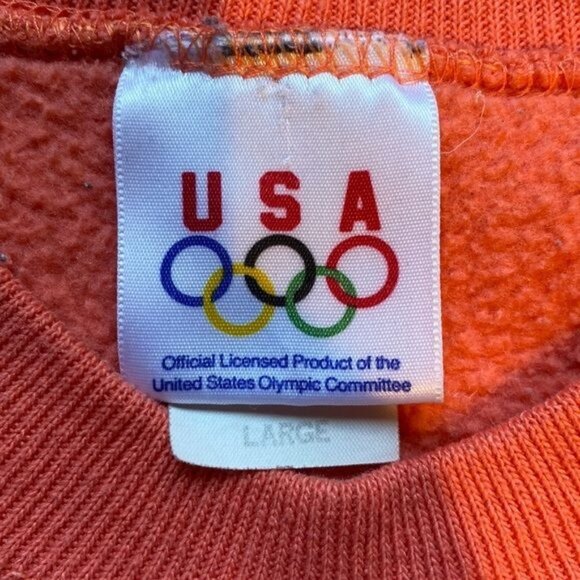 USA
Official Licensed Product of the
United States Olympic Committee
LARGE